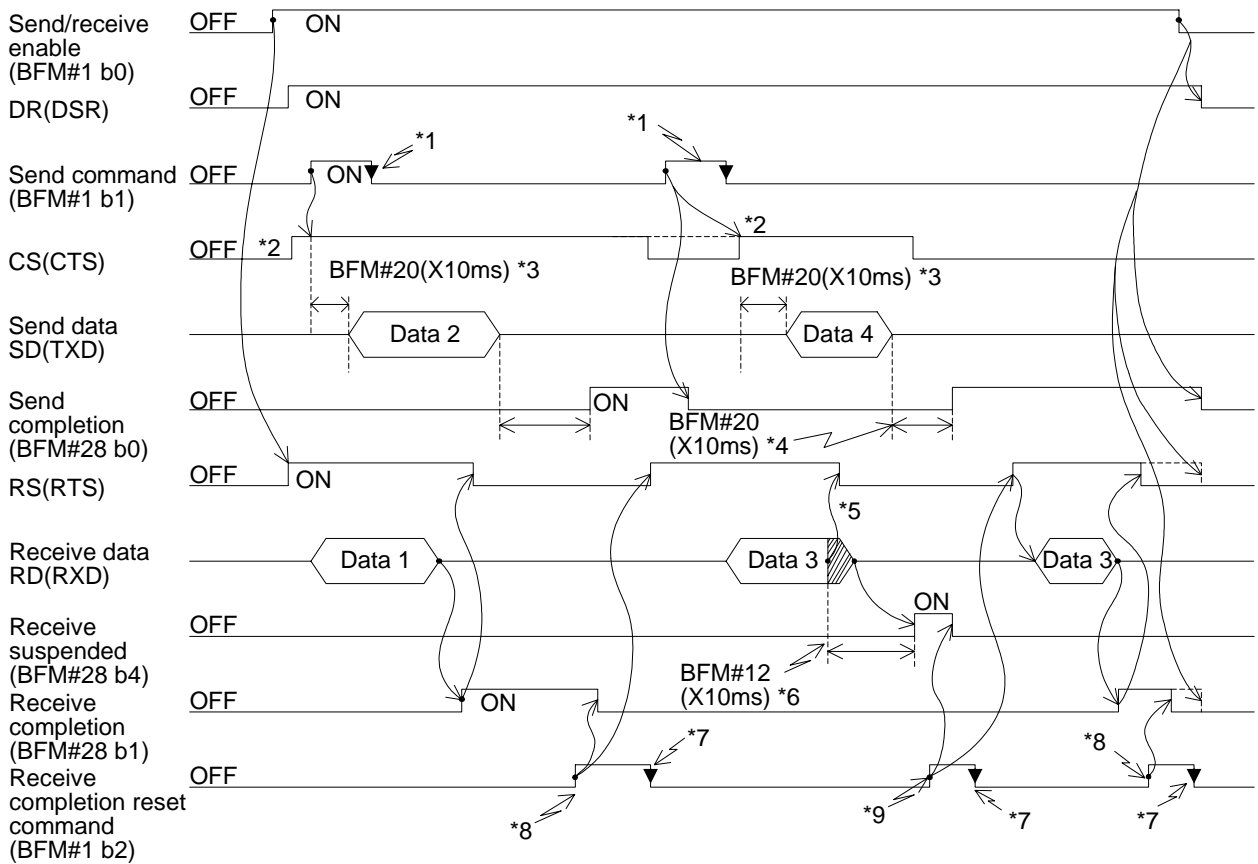 Send/receive
enable
(BFM#1 b0)
OFF
ON
DR(DSR)
OFF
ON
*1
*1
Send command
(BFM#1 b1)
OFF
ON
CS(CTS)
OFF
*2
*2
BFM#20(X10ms) *3
BFM#20(X10ms) *3
Send data
SD(TXD)
Data 2
Data 4
Send
completion
(BFM#28 b0)
OFF
ON
BFM#20
(X10ms) *4
RS(RTS)
OFF
ON
*5
Receive data
RD(RXD)
Data 1
Data 3
Data 3
Receive
suspended
(BFM#28 b4)
OFF
ON
BFM#12
(X10ms) *6
Receive
completion
(BFM#28 b1)
OFF
ON
*7
*8
Receive
completion reset
command
(BFM#1 b2)
OFF
*8
*9
*7
*7